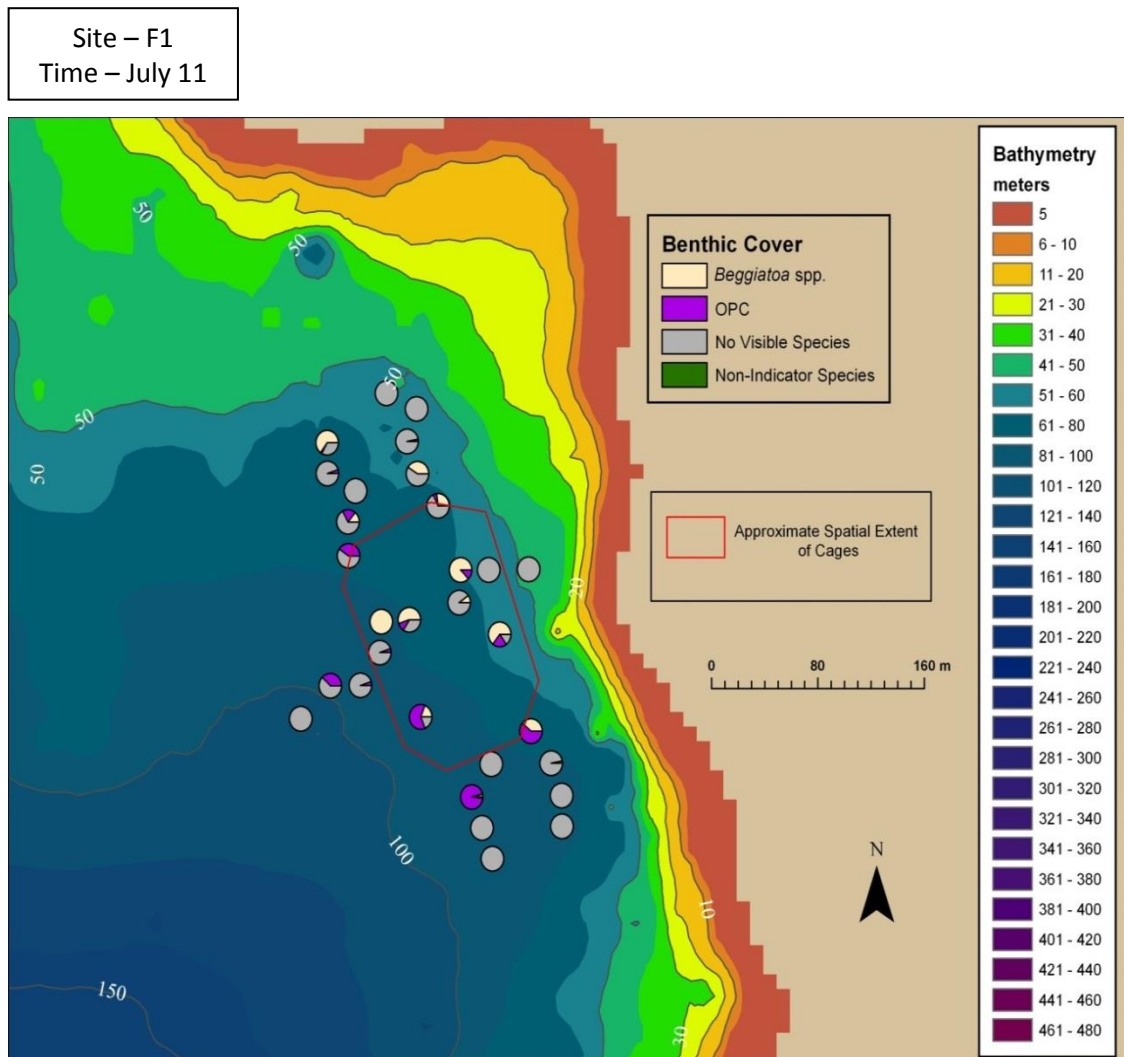 Site – F1
Time – July 11
50
50
50
50
50
20
100
150
10
30
Benthic Cover
Beggiatoa spp.
OPC
No Visible Species
Non-Indicator Species
Approximate Spatial Extent
of Cages
0 80 160 m
N
Bathymetry
meters
5
6 - 10
11 - 20
21 - 30
31 - 40
41 - 50
51 - 60
61 - 80
81 - 100
101 - 120
121 - 140
141 - 160
161 - 180
181 - 200
201 - 220
221 - 240
241 - 260
261 - 280
281 - 300
301 - 320
321 - 340
341 - 360
361 - 380
381 - 400
401 - 420
421 - 440
441 - 460
461 - 480